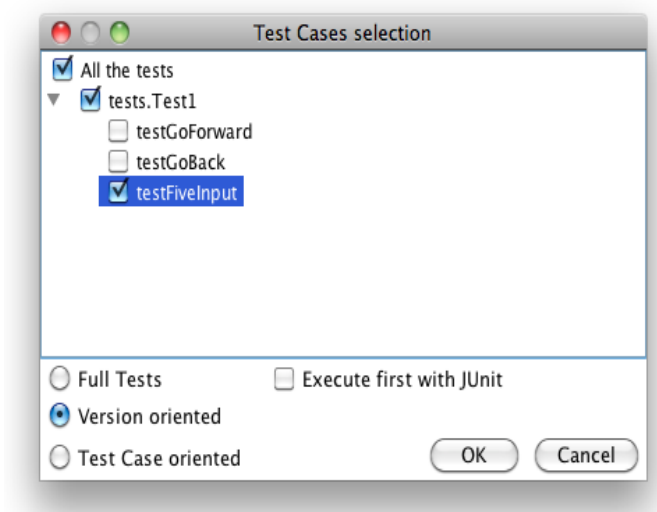 Test Cases selection
All the tests
tests.Test1
testGoForward
testGoBack
testFiveInput
Full Tests
Execute first with JUnit
Version oriented
Test Case oriented
OK
Cancel